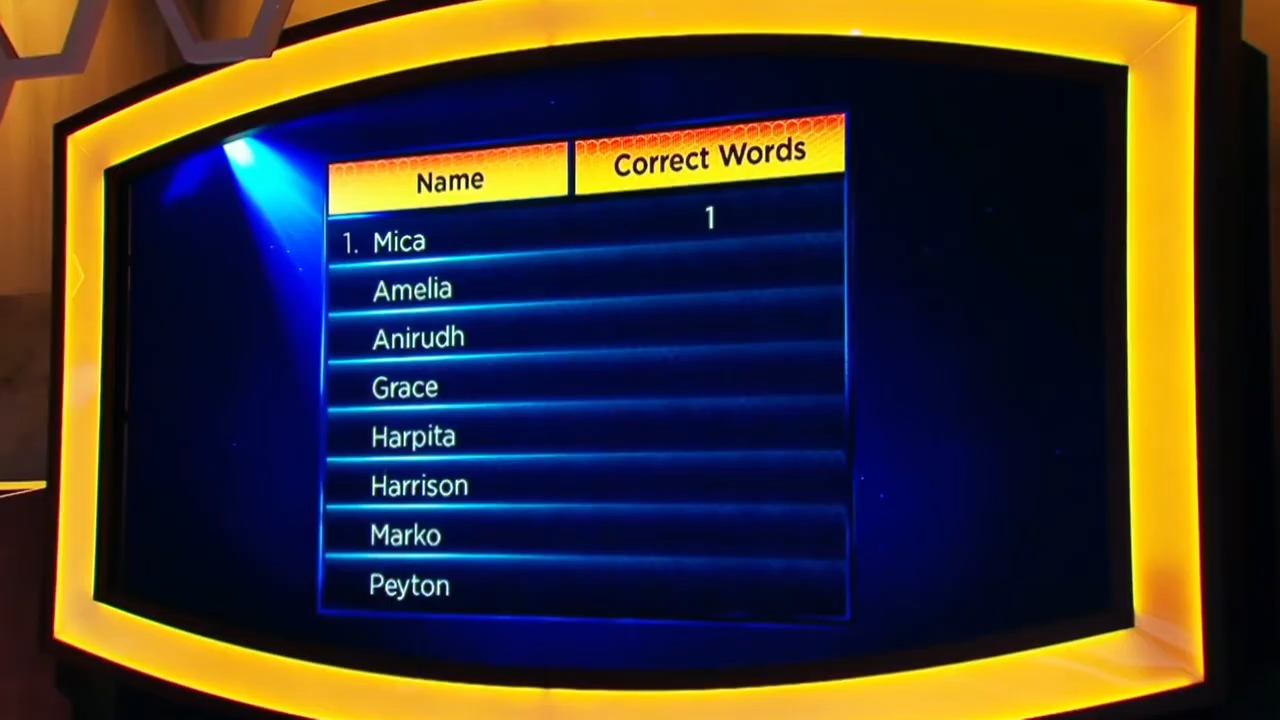 Name Correct Words
1. Mica 1
Amelia
Anirudh
Grace
Harpita
Harrison
Marko
Peyton